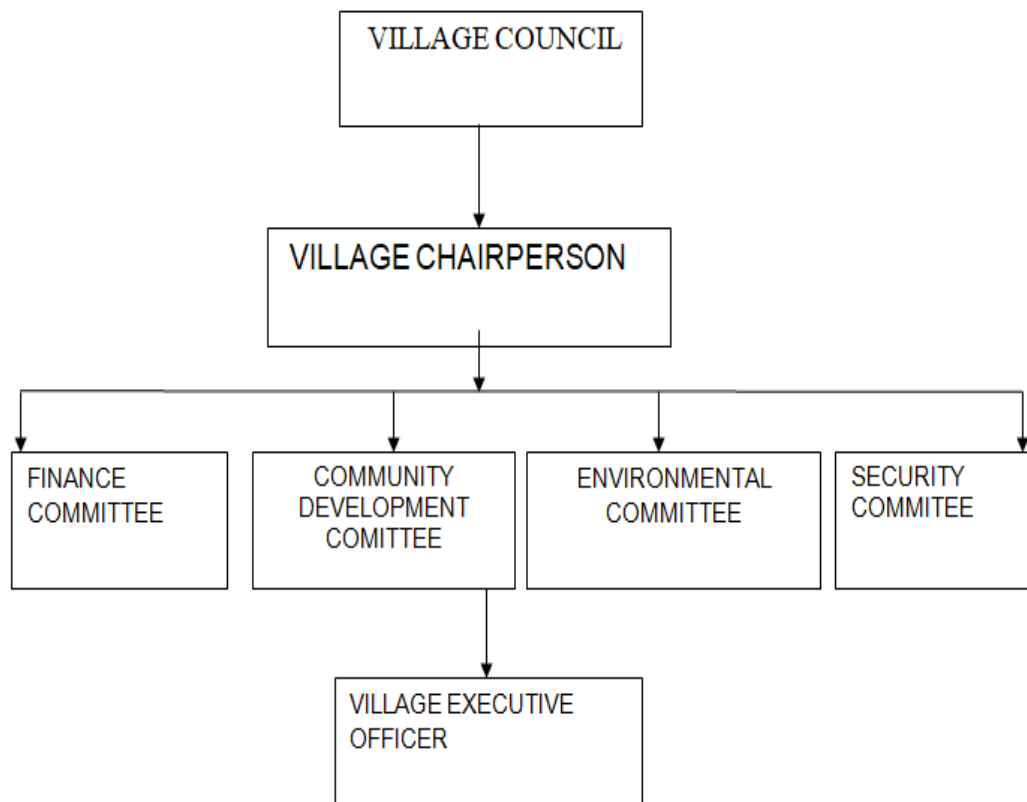 VILLAGE COUNCIL
VILLAGE CHAIRPERSON
FINANCE
COMMITTEE
COMMUNITY
DEVELOPMENT
COMITTEE
ENVIRONMENTAL
COMMITTEE
SECURITY
COMMITEE
VILLAGE EXECUTIVE
OFFICER